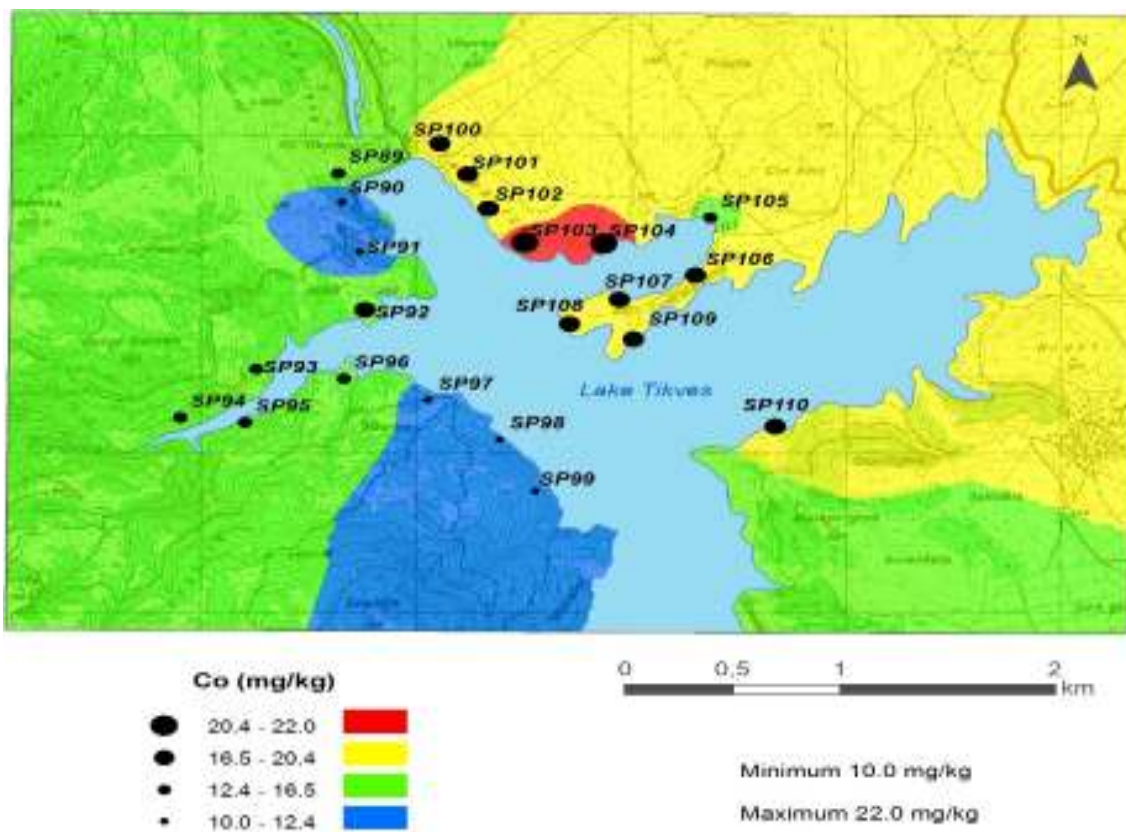 N
SP100
SP89
SP101
SP90
SP102
SP105
SP103 SP104
SP91
SP106
SP107
SP92
SP108
SP109
SP93
SP96
SP97
Lake Tikves
SP94
SP95
SP110
SP98
SP99
Co (mg/kg)
0 0,5 1 2
km
20.4 - 22.0
16.5 - 20.4
12.4 - 16.5
10.0 - 12.4
Minimum 10.0 mg/kg
Maximum 22.0 mg/kg